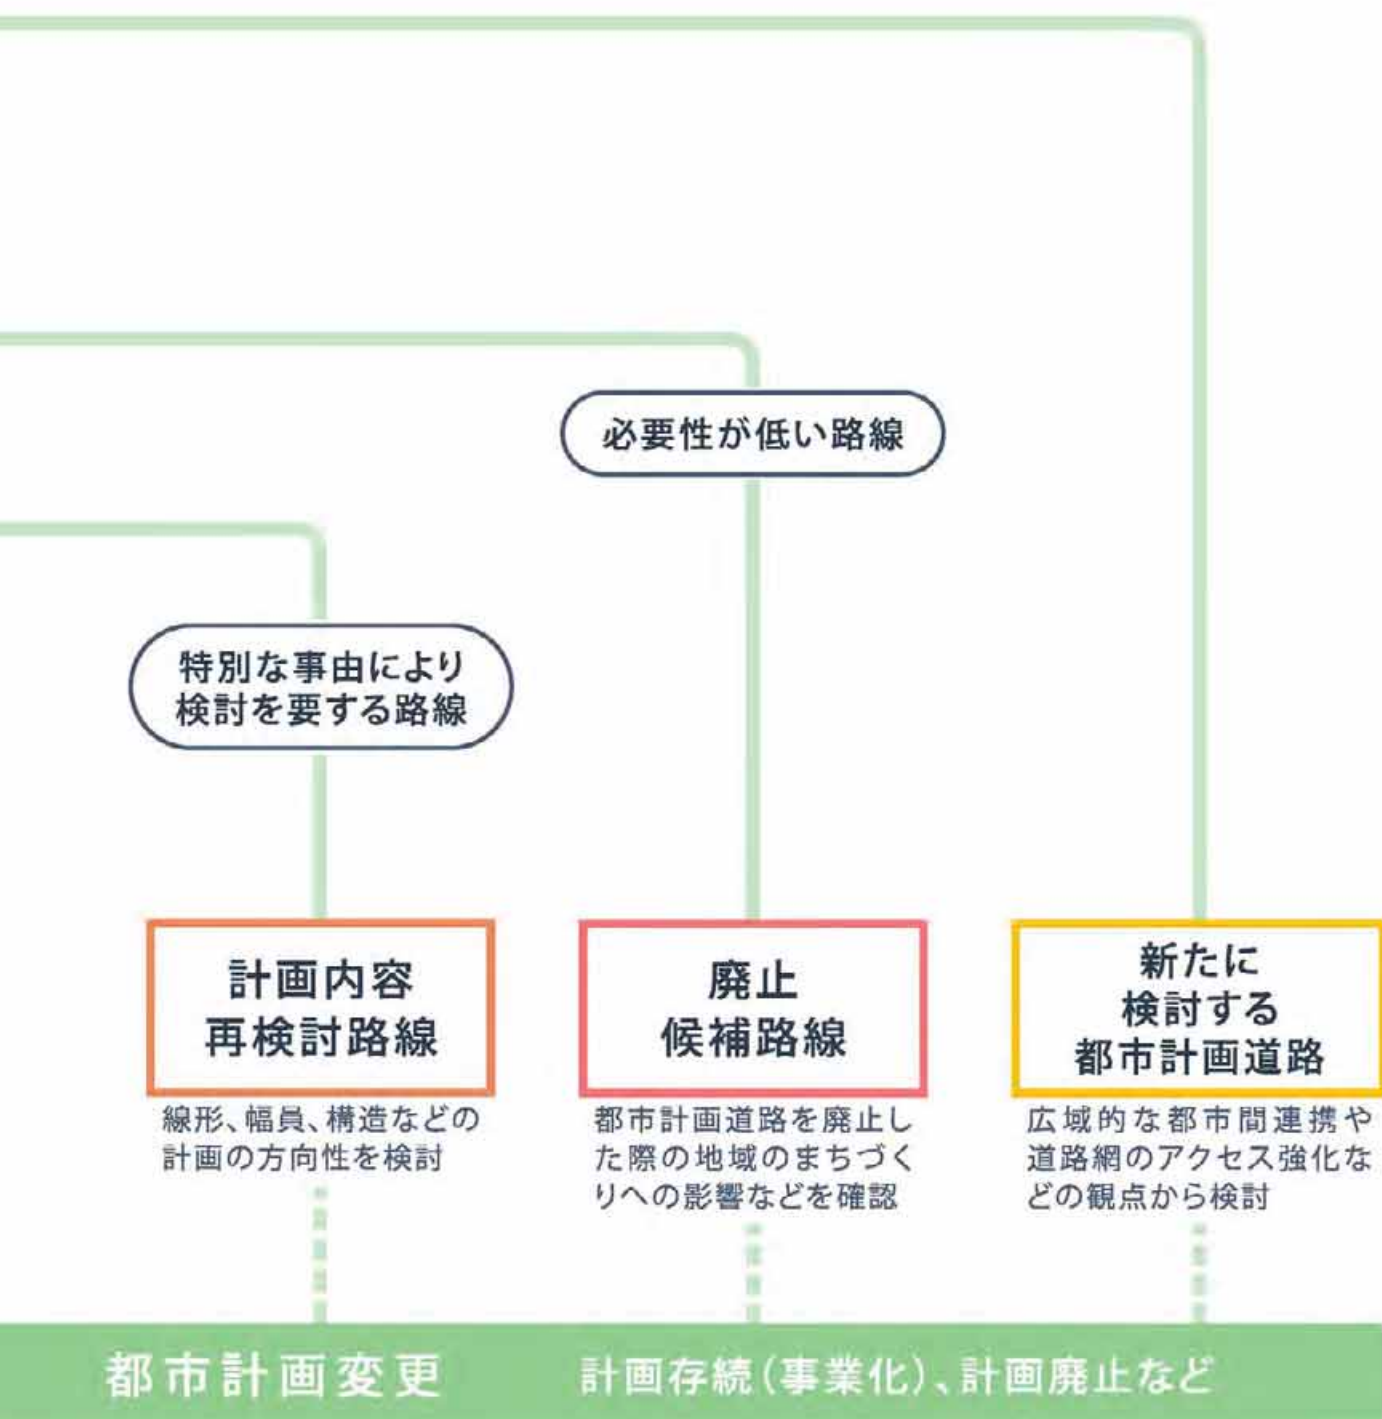 必要性が低い路線
特別な事由により
検討を要する路線
計画内容
再検討路線
線形、幅員、構造などの
計画の方向性を検討
廃止
候補路線
都市計画道路を廃止し
た際の地域のまちづく
りへの影響などを確認
新たに
検討する
都市計画道路
広域的な都市間連携や
道路網のアクセス強化な
どの観点から検討
都市計画変更
計画存続(事業化)、計画廃止など